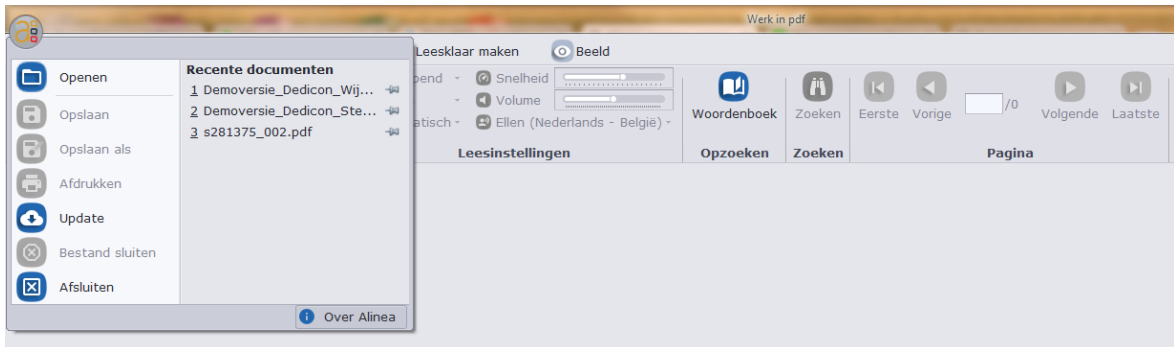 Werk in pdf
Leesklaar maken
Beeld
Openen
Opslaan
Opslaan als
Afdrukken
Update
Bestand sluiten
Afsluiten
Recente documenten
1 Demoversie_Dedicon_Wij...
2 Demoversie_Dedicon_Ste...
3 s281375_002.pdf
Over Alinea
Snelheid
Volume
Ellen (Nederlands - België)
Leesinstellingen
Woordenboek
Opzoeken
Zoeken
Zoeken
Eerste
Vorige
/0
Volgende
Laatste
Pagina